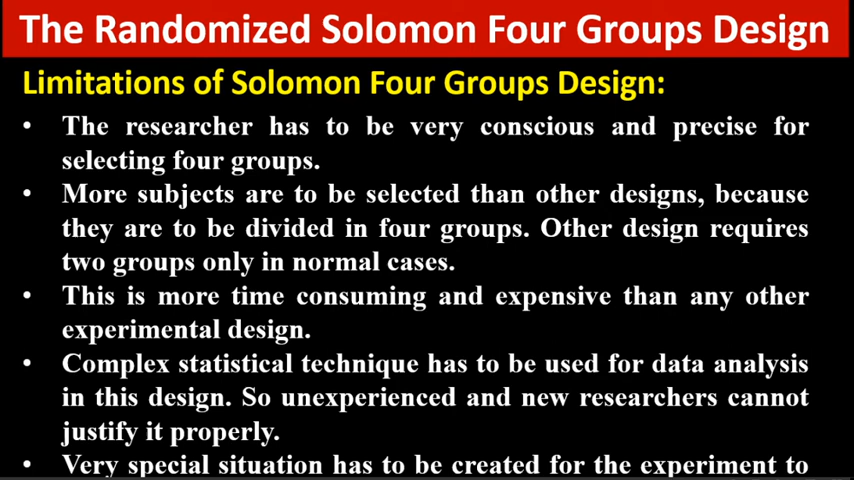 The Randomized Solomon Four Groups Design
Limitations of Solomon Four Groups Design:
• The researcher has to be very conscious and precise for
selecting four groups.
• More subjects are to be selected than other designs, because
they are to be divided in four groups. Other design requires
two groups only in normal cases.
• This is more time consuming and expensive than any other
experimental design.
• Complex statistical technique has to be used for data analysis
in this design. So unexperienced and new researchers cannot
justify it properly.
• Very special situation has to be created for the experiment to